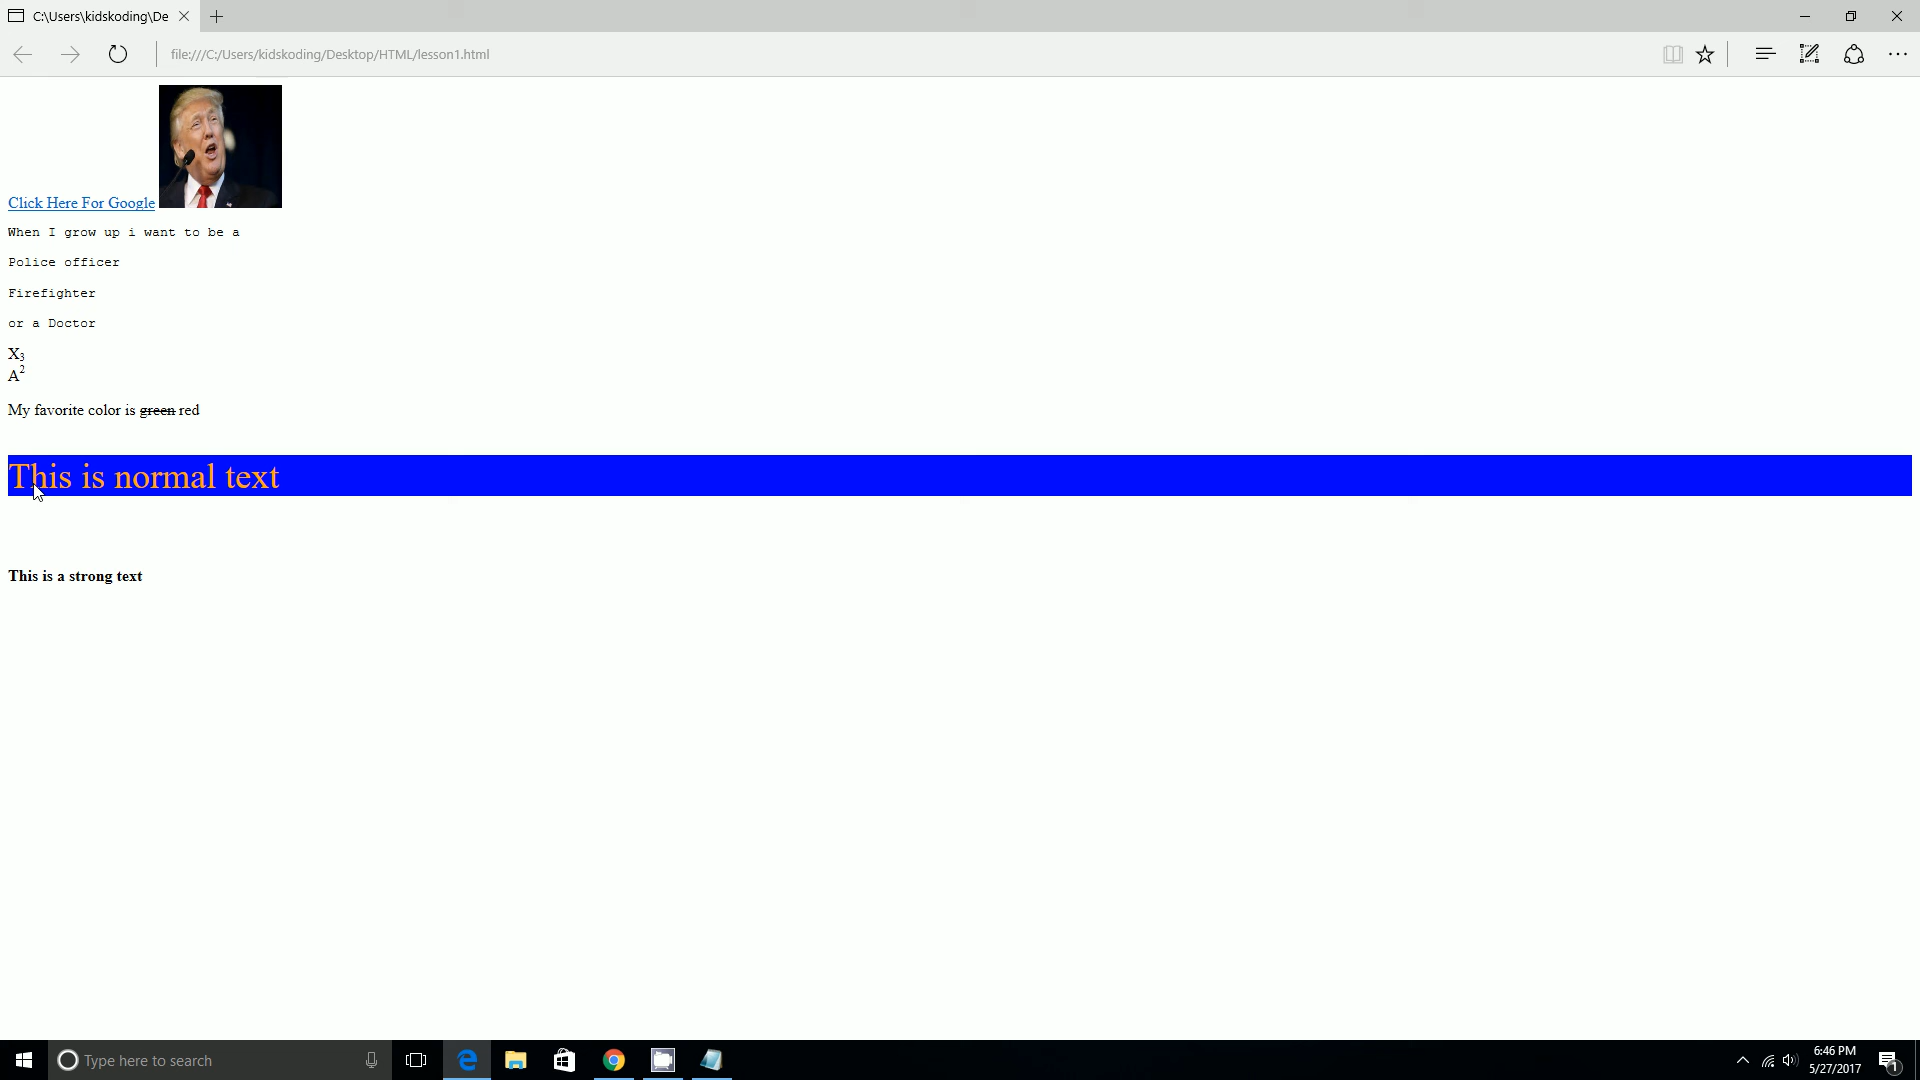 C:\Users\kidskoding\De
file:///C:/Users/kidskoding/Desktop/HTML/lesson1.html
Click Here For Google
When I grow up i want to be a
Police officer
Firefighter
or a Doctor
X3
A2
My favorite color is green red
This is normal text
This is a strong text
Type here to search
6:46 PM
5/27/2017
1